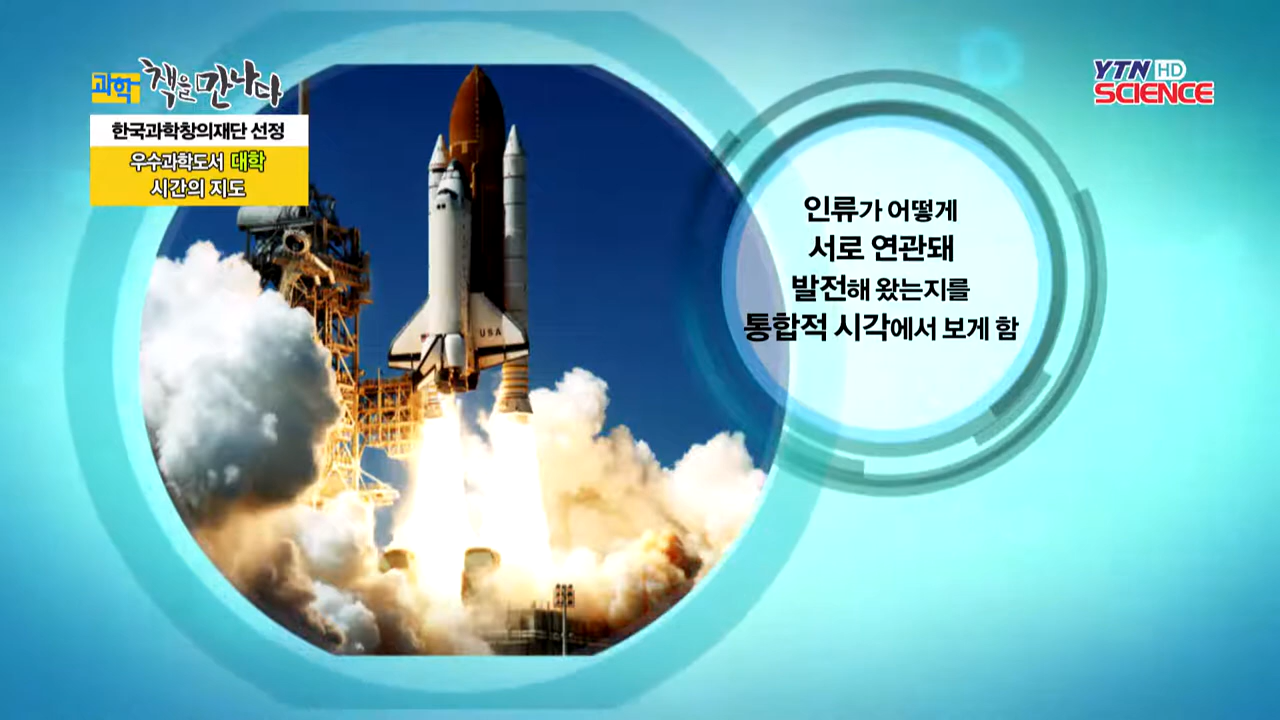 과학 책을 만나다
한국과학창의재단 선정
우수과학도서 대학
시간의 지도
YTN HD
SCIENCE
인류가 어떻게
서로 연관돼
발전해 왔는지를
통합적 시각에서 보게 함
USA